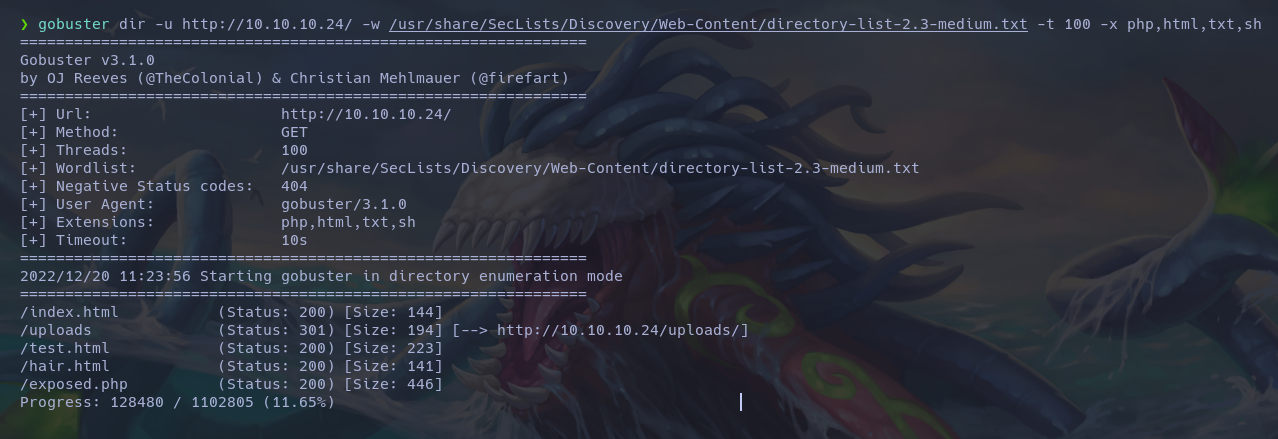 ❯ gobuster dir -u http://10.10.10.24/ -w /usr/share/SecLists/Discovery/Web-Content/directory-list-2.3-medium.txt -t 100 -x php,html,txt,sh
===============================================================
Gobuster v3.1.0
by OJ Reeves (@TheColonial) & Christian Mehlmauer (@firefart)
===============================================================
[+] Url:                     http://10.10.10.24/
[+] Method:                  GET
[+] Threads:                 100
[+] Wordlist:                /usr/share/SecLists/Discovery/Web-Content/directory-list-2.3-medium.txt
[+] Negative Status codes:   404
[+] User Agent:              gobuster/3.1.0
[+] Extensions:              php,html,txt,sh
[+] Timeout:                 10s
===============================================================
2022/12/20 11:23:56 Starting gobuster in directory enumeration mode
===============================================================
/index.html           (Status: 200) [Size: 144]
/uploads              (Status: 301) [Size: 194] [--> http://10.10.10.24/uploads/]
/test.html            (Status: 200) [Size: 223]
/hair.html            (Status: 200) [Size: 141]
/exposed.php          (Status: 200) [Size: 446]
Progress: 128480 / 1102805 (11.65%)